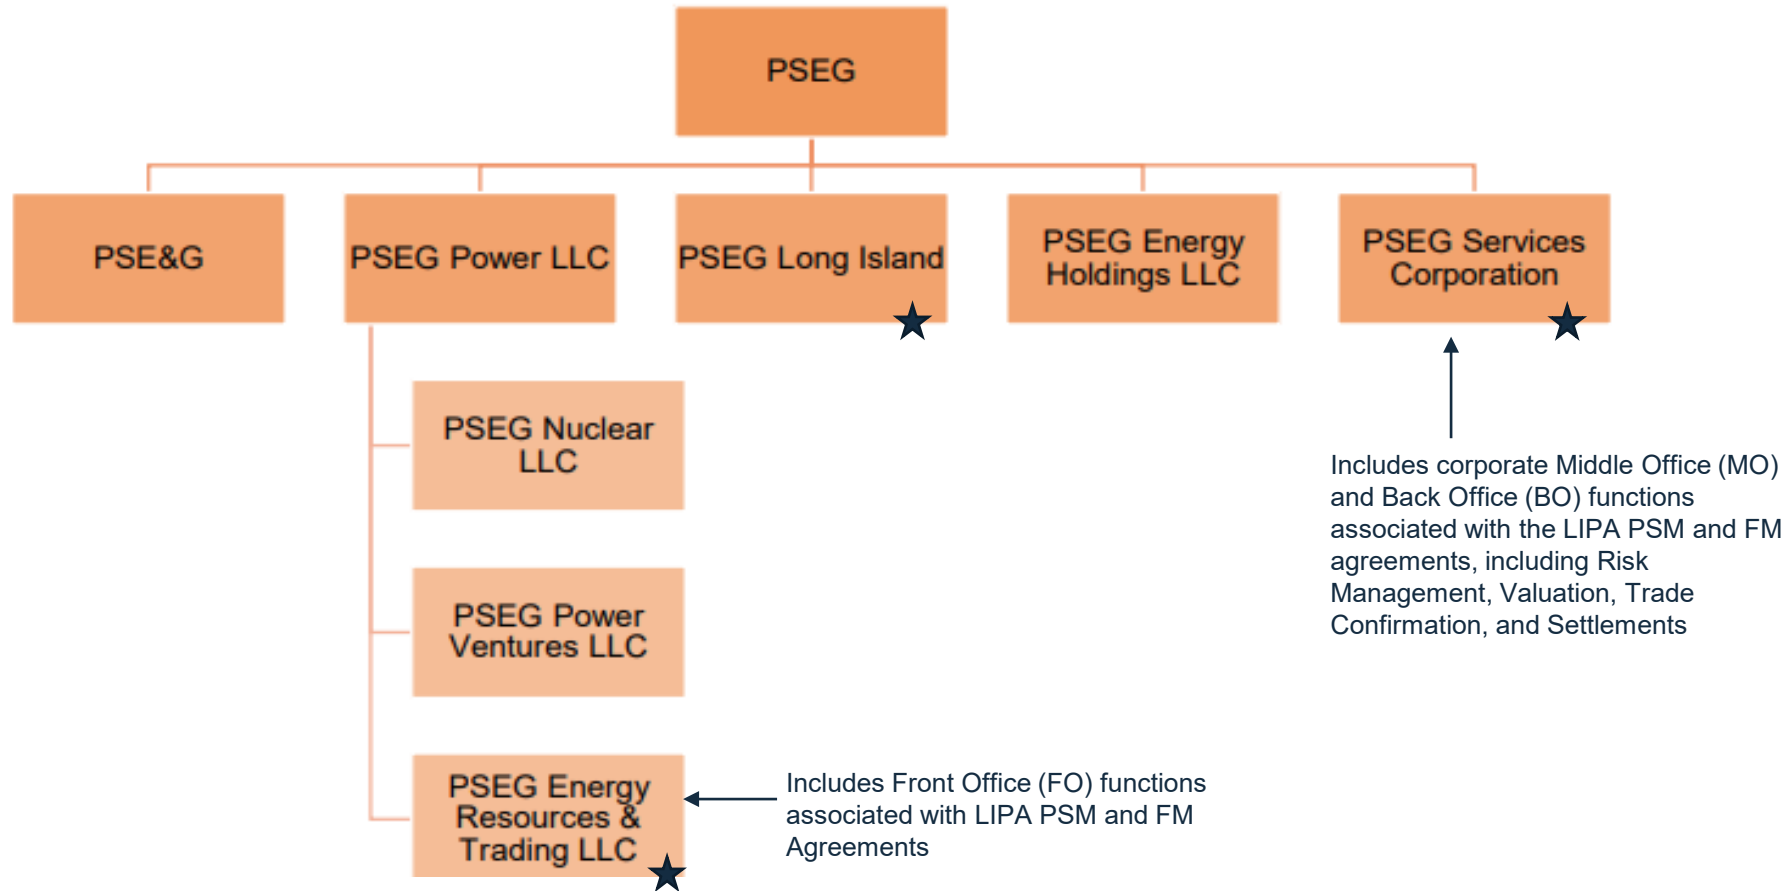 PSEG
PSE&G
PSEG Power LLC
PSEG Long Island
PSEG Energy
Holdings LLC
PSEG Services
Corporation
PSEG Nuclear
LLC
Includes corporate Middle Office (MO)
and Back Office (BO) functions
associated with the LIPA PSM and FM
agreements, including Risk
Management, Valuation, Trade
Confirmation, and Settlements
PSEG Power
Ventures LLC
PSEG Energy
Resources &
Trading LLC
Includes Front Office (FO) functions
associated with LIPA PSM and FM
Agreements